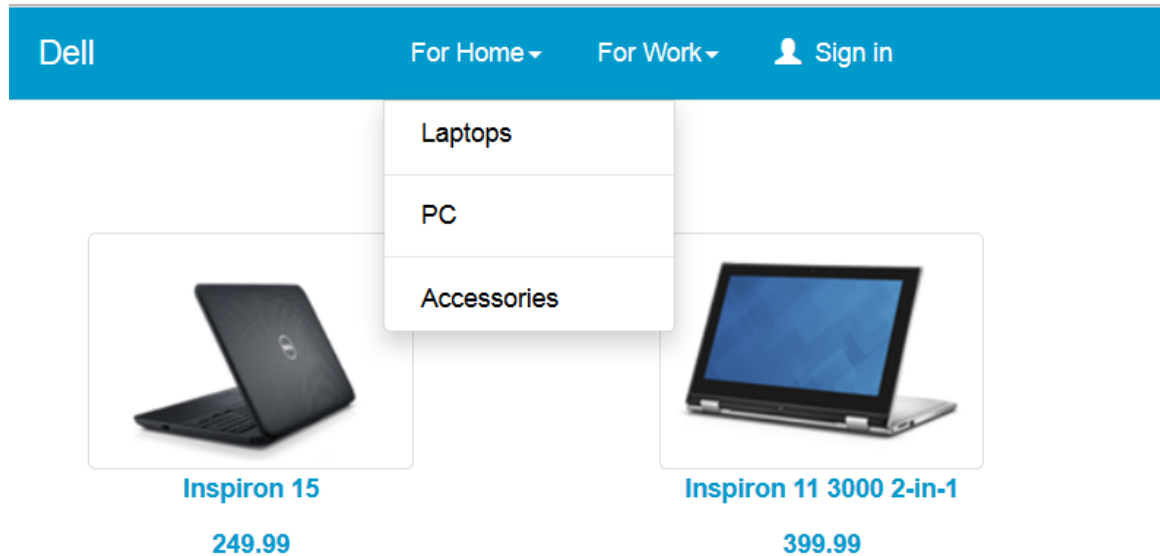 Dell For Home For Work Sign in
Laptops
PC
Accessories
Inspiron 15 Inspiron 11 3000 2-in-1
249.99 399.99